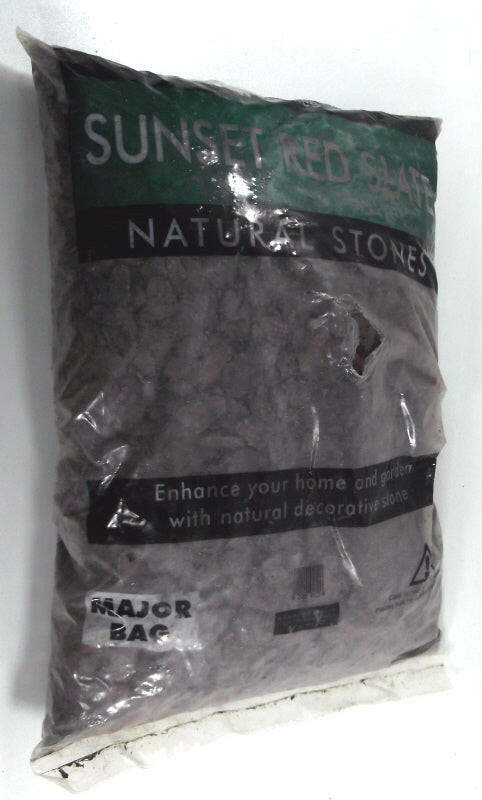 SUNSET RED SLATE
NATURAL STONES
Enhance your home and garden
with natural decorative stone
MAJOR
BAG